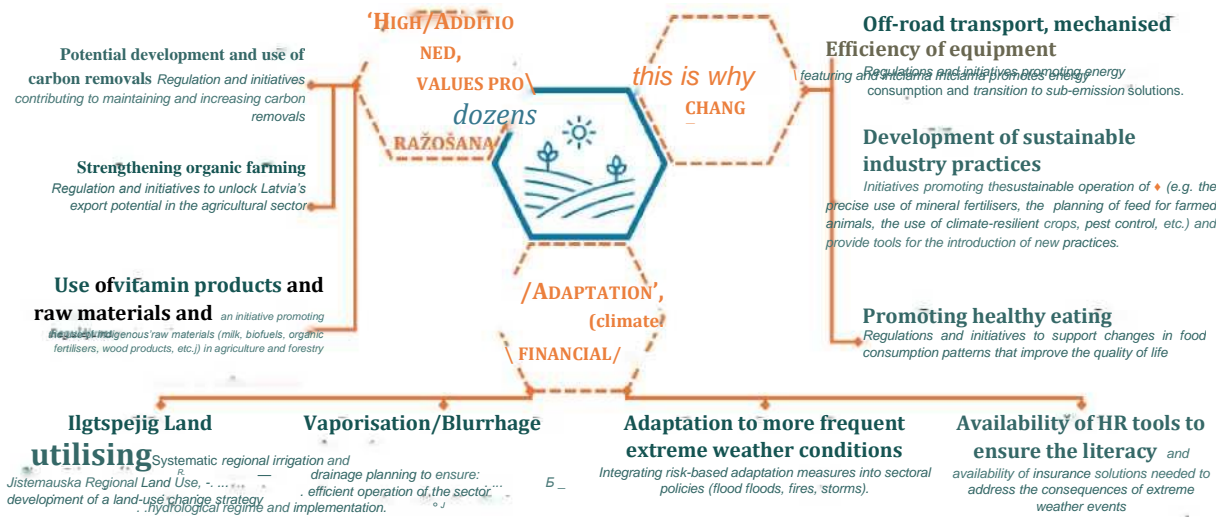 Potential development and use of
carbon removals Regulation and initiatives
contributing to maintaining and increasing carbon
removals
Strengthening organic farming
Regulation and initiatives to unlock Latvia's
export potential in the agricultural sector
Use ofvitamin products and
raw materials and an initiative promoting
indigenous'raw materials (milk, biofuels, organic
fertilisers, wood products, etc.j) in agriculture and forestry
'HIGH/ADDITIO
NED,
VALUES PRO\
dozens
RAŽOŠANA
this is why
CHANG
/ADAPTATION',
(climate
\ FINANCIAL/
Off-road transport, mechanised
Efficiency of equipment
Regulations and initiatives promoting energy
featuring and promotes energy
consumption and transition to sub-emission solutions.
Development of sustainable
industry practices
Initiatives promoting thesustainable operation of ♦ (e.g. the
precise use of mineral fertilisers, the planning of feed for farmed
animals, the use of climate-resilient crops, pest control, etc.) and
provide tools for the introduction of new practices.
Promoting healthy eating
Regulations and initiatives to support changes in food
consumption patterns that improve the quality of life
Ilgtspejig Land
utilising
Jistemauska Regional Land Use, -. ...
development of a land-use change strategy
Vaporisation/Blurrhage
Systematic regional irrigation and
drainage planning to ensure:
. efficient operation of the sector
. .hydrological regime and implementation.
Б _
Adaptation to more frequent
extreme weather conditions
Integrating risk-based adaptation measures into sectoral
policies (flood floods, fires, storms).
Availability of HR tools to
ensure the literacy and
availability of insurance solutions needed to
address the consequences of extreme
weather events